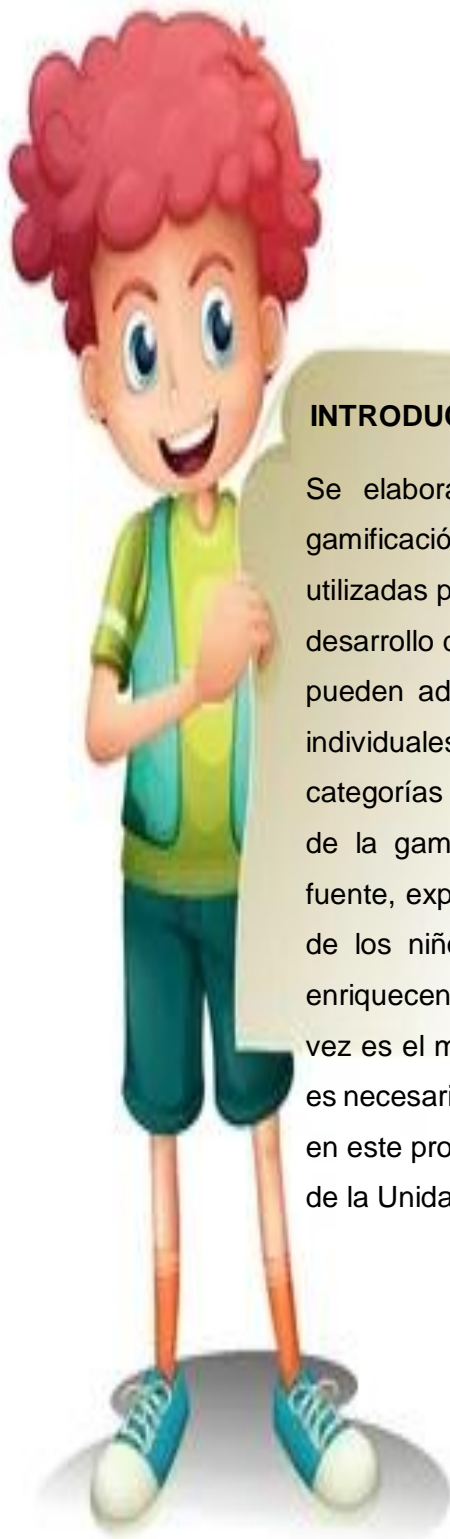 INTRODUC
Se elabora
gamificació
utilizadas p
desarrollo
pueden ad
individuales
categorías
de la gam
fuente, exp
de los niñ
enriquecen
vez es el m
es necesari
en este pro
de la Unida